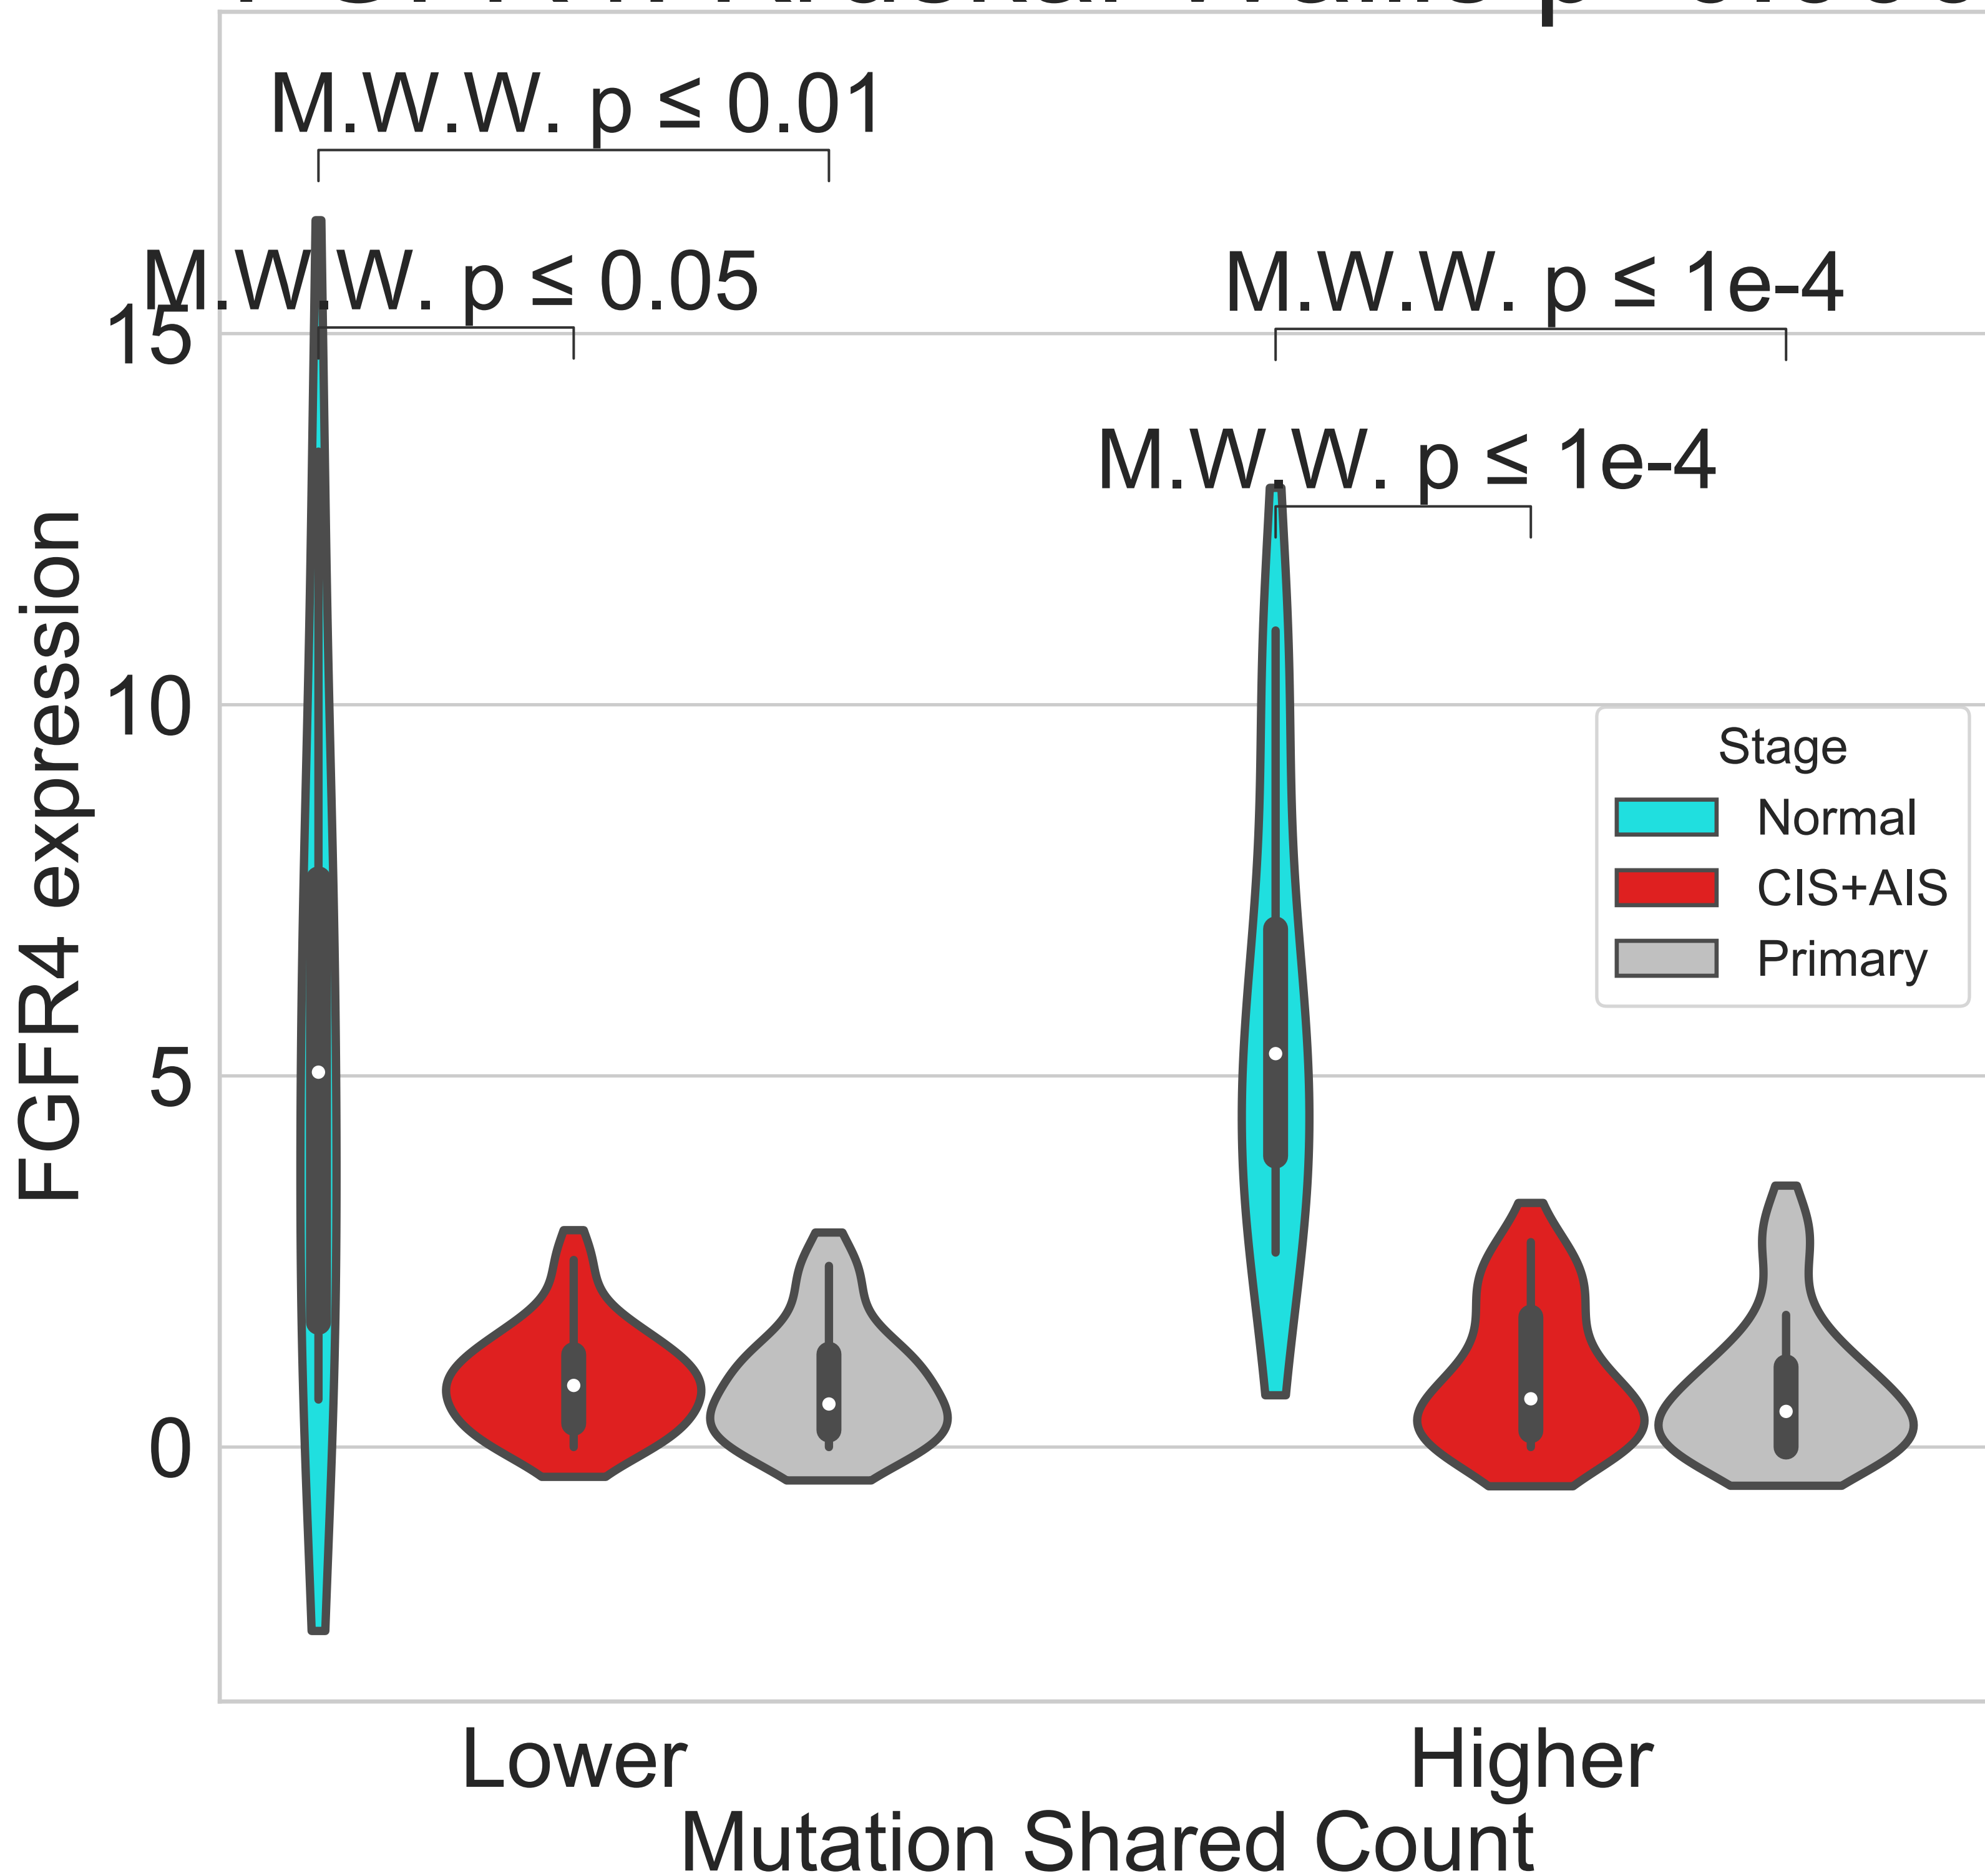 M.W.W. p ≤ 0.01
M.W.W. p ≤ 0.05
M.W.W. p ≤ 1e-4
M.W.W. p ≤ 1e-4
15
10
5
0
FGFR4 expression
Stage
Normal
CIS+AIS
Primary
Lower
Higher
Mutation Shared Count